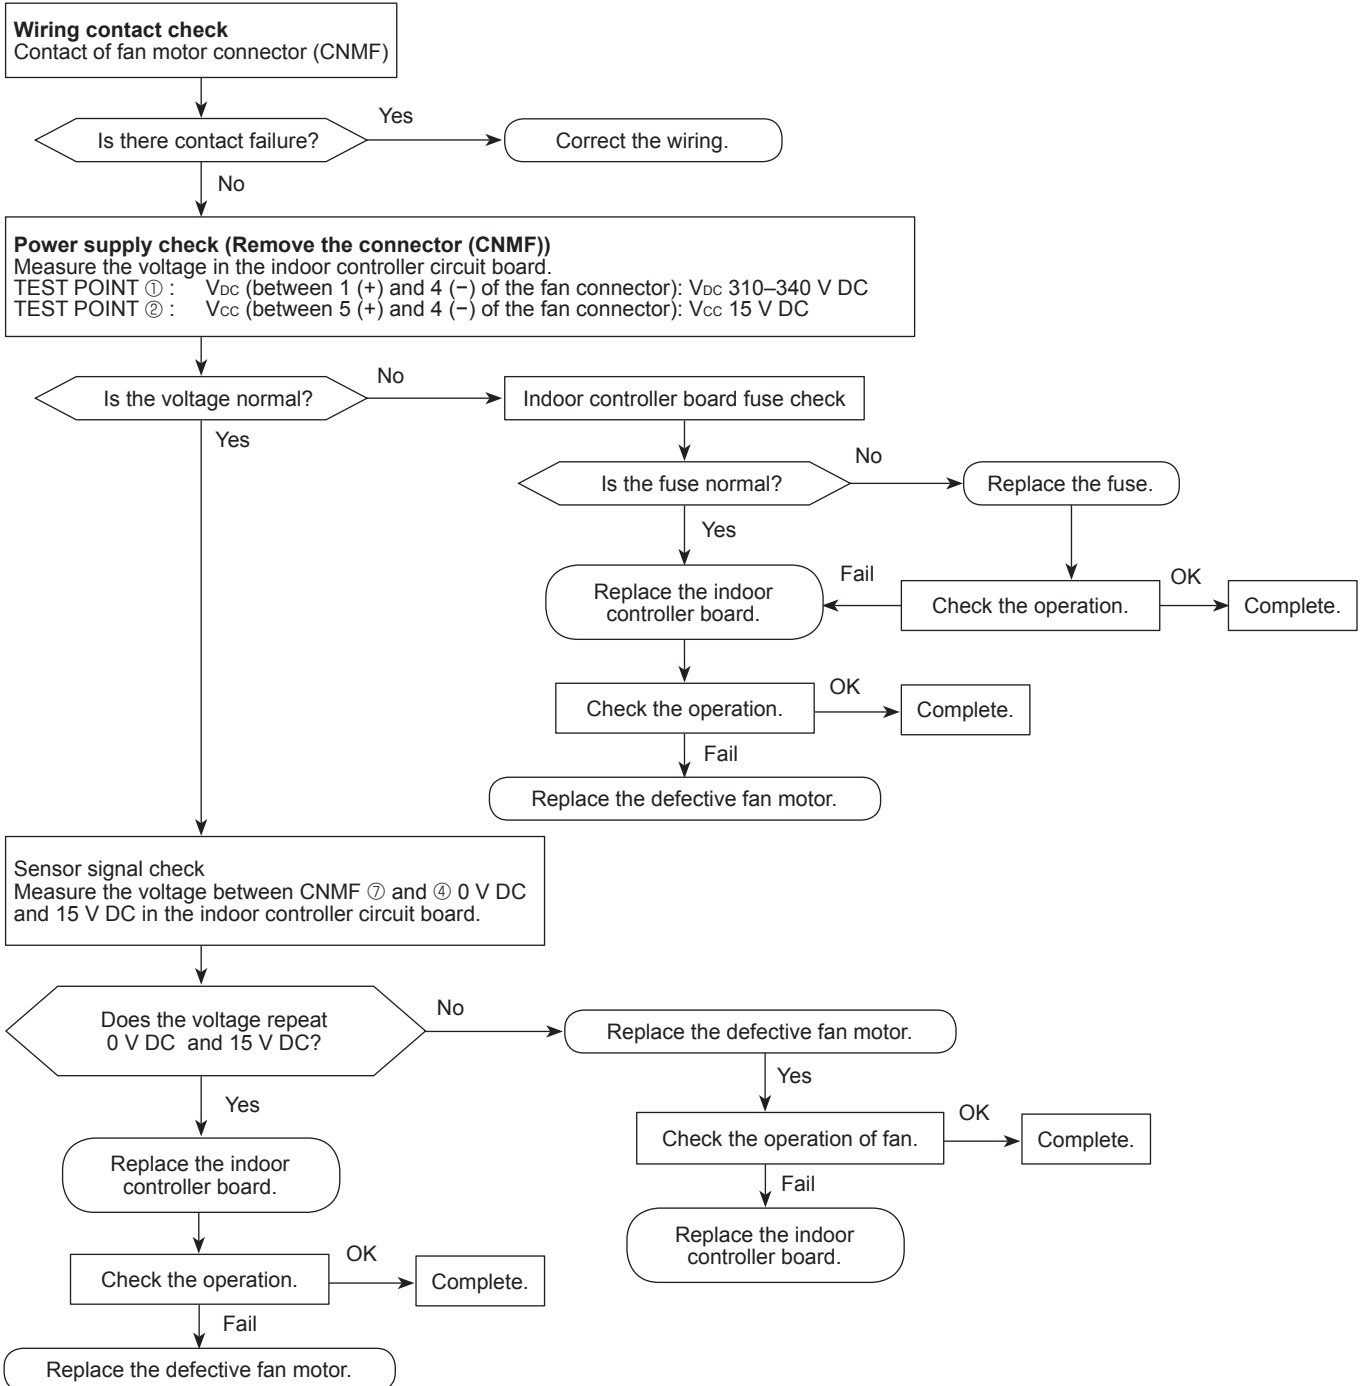 Wiring contact check
Contact of fan motor connector (CNMF)
Is there contact failure?
Yes
Correct the wiring.
No
Power supply check (Remove the connector (CNMF))
Measure the voltage in the indoor controller circuit board.
TEST POINT ① : VDC (between 1 (+) and 4 (−) of the fan connector): VDC 310–340 V DC
TEST POINT ② : VCC (between 5 (+) and 4 (−) of the fan connector): VCC 15 V DC
Is the voltage normal?
No
Indoor controller board fuse check
Yes
Is the fuse normal?
No
Replace the fuse.
Yes
Replace the indoor
controller board.
Fail
Check the operation.
OK
Complete.
Check the operation.
OK
Complete.
Fail
Replace the defective fan motor.
Sensor signal check
Measure the voltage between CNMF ⑦ and ④ 0 V DC
and 15 V DC in the indoor controller circuit board.
Does the voltage repeat
0 V DC and 15 V DC?
No
Replace the defective fan motor.
Yes
Check the operation of fan.
OK
Complete.
Fail
Replace the indoor
controller board.
Yes
Replace the indoor
controller board.
Check the operation.
OK
Complete.
Fail
Replace the defective fan motor.